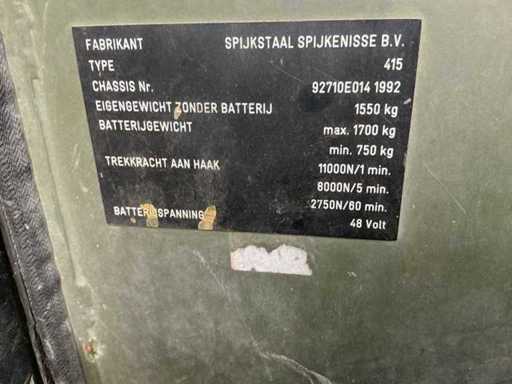 FABRIKANT SPIJKSTAAL SPIJKENISSE B.V.
TYPE 415
CHASSIS Nr. 92710E014 1992
EIGENGEWICHT ZONDER BATTERIJ 1550 kg
BATTERIJGEWICHT max. 1700 kg
min. 750 kg
TREKKRACHT AAN HAAK 11000N/1 min.
8000N/5 min.
2750N/60 min.
BATTERIJSPANNING 48 Volt